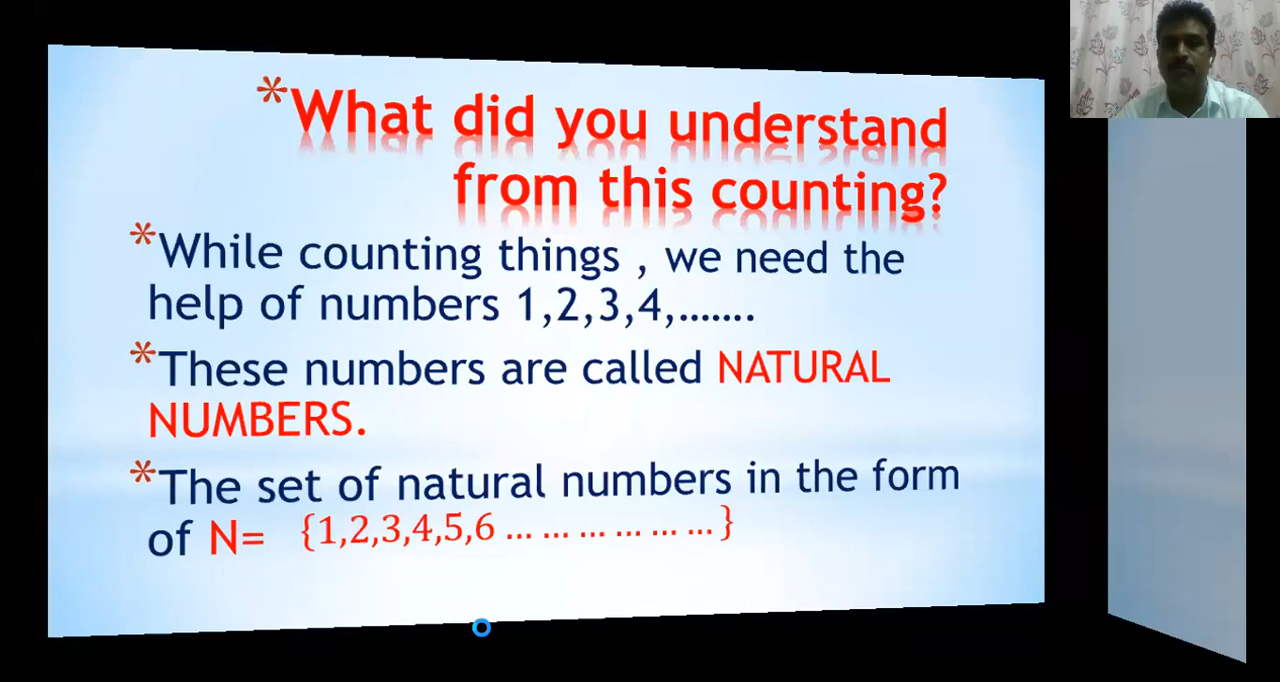 *What did you understand
from this counting?
*While counting things , we need the
help of numbers 1,2,3,4,.......
*These numbers are called NATURAL
NUMBERS.
*The set of natural numbers in the form
of N= {1,2,3,4,5,6 ... ... ... ... ... ... }